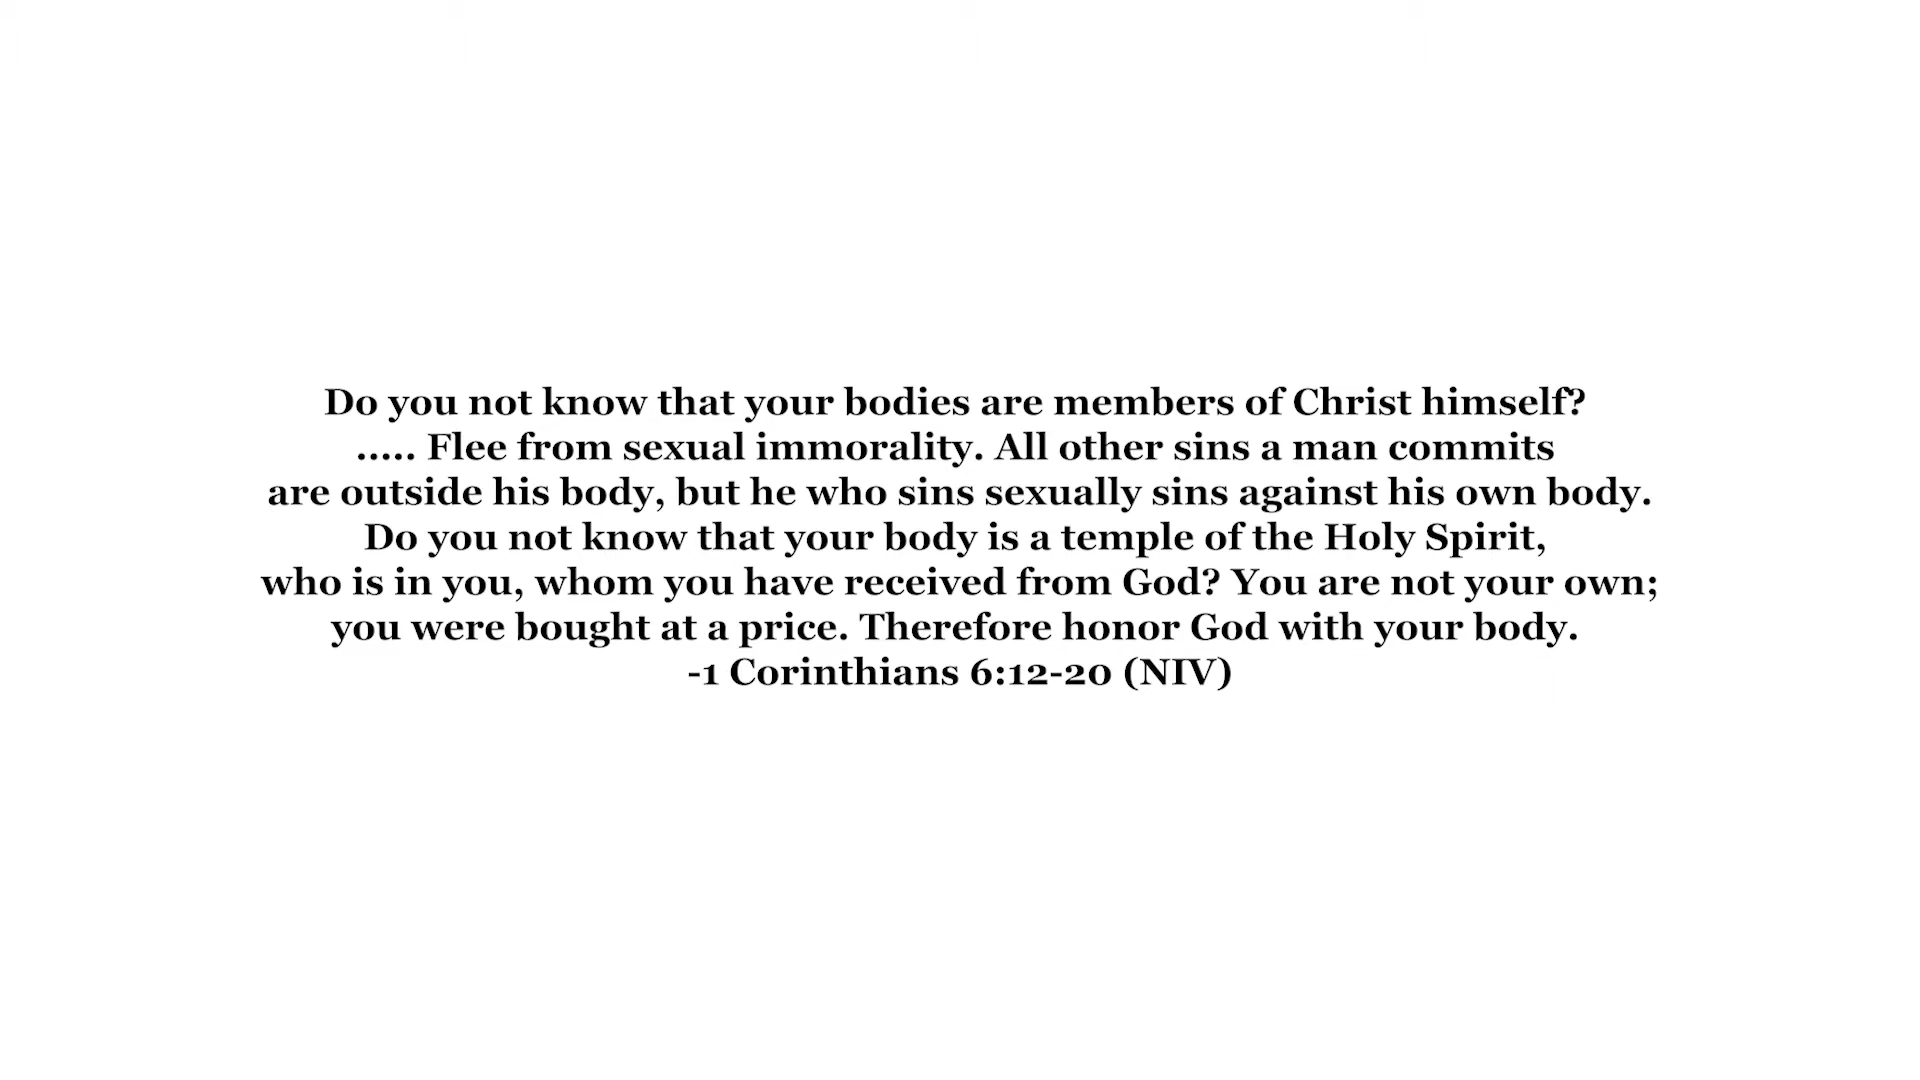 Do you not know that your bodies are members of Christ himself?
..... Flee from sexual immorality. All other sins a man commits
are outside his body, but he who sins sexually sins against his own body.
Do you not know that your body is a temple of the Holy Spirit,
who is in you, whom you have received from God? You are not your own;
you were bought at a price. Therefore honor God with your body.
-1 Corinthians 6:12-20 (NIV)